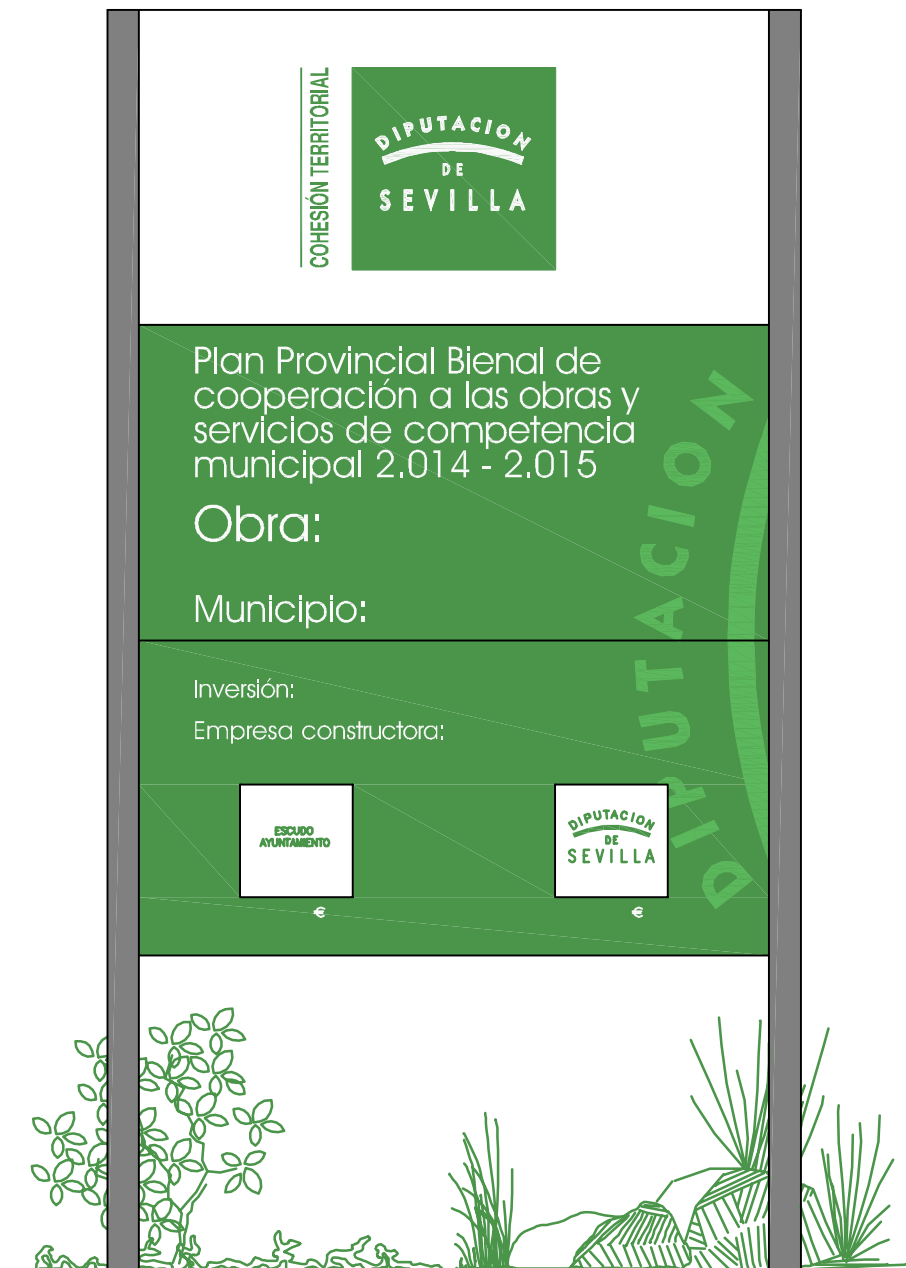 COHESIÓN TERRITORIAL
DIPUTACION
DE
SEVILLA
Plan Provincial Bienal de
cooperación a las obras y
servicios de competencia
municipal 2.014 - 2.015
Obra:
Municipio:
Inversión:
Empresa constructora:
DIPUTACION
ESCUDO
AYUNTAMIENTO
DIPUTACION
DE
SEVILLA
€
€